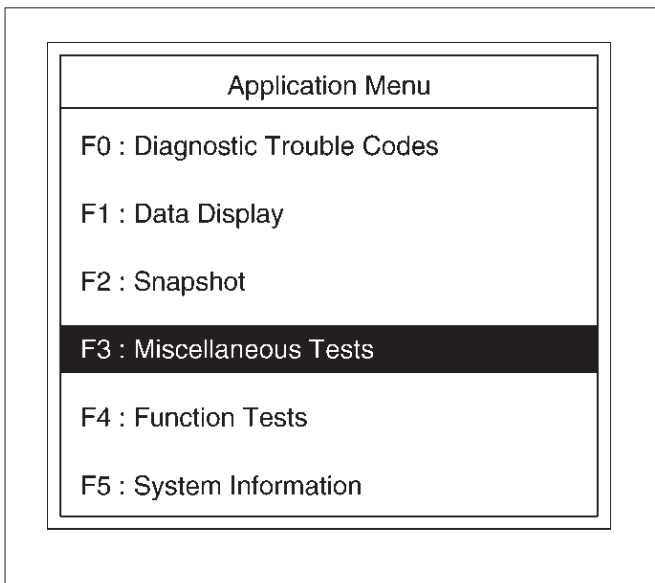 Application Menu
F0 : Diagnostic Trouble Codes
F1 : Data Display
F2 : Snapshot
F3 : Miscellaneous Tests
F4 : Function Tests
F5 : System Information